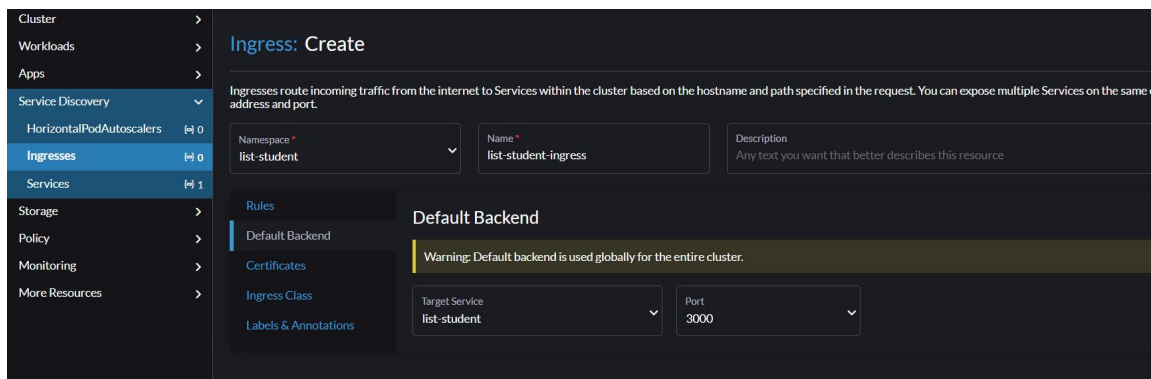 Cluster
Workloads
Apps
Service Discovery
HorizontalPodAutoscalers 0
Ingresses 0
Services 1
Storage
Policy
Monitoring
More Resources
Ingress: Create
Ingresses route incoming traffic from the internet to Services within the cluster based on the hostname and path specified in the request. You can expose multiple Services on the same
address and port.
Namespace *
list-student
Name *
list-student-ingress
Description
Any text you want that better describes this resource
Rules
Default Backend
Certificates
Ingress Class
Labels & Annotations
Default Backend
Warning: Default backend is used globally for the entire cluster.
Target Service
list-student
Port
3000